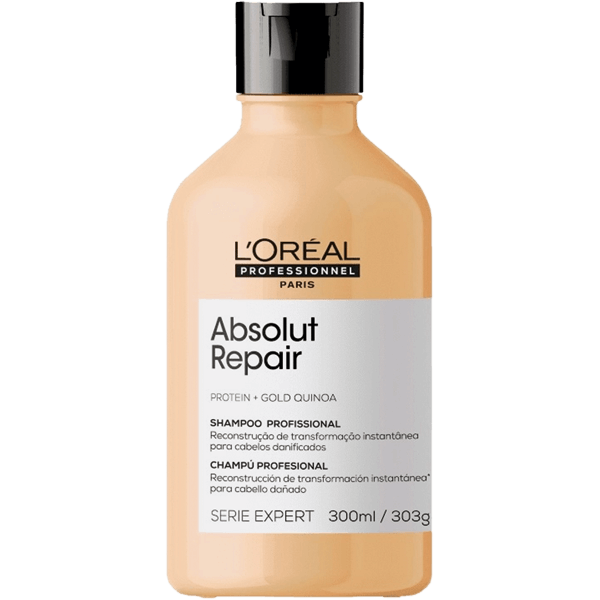 L'ORÉAL
PROFESSIONNEL
PARIS
Absolut
Repair
PROTEIN + GOLD QUINOA
SHAMPOO PROFISSIONAL
Reconstrução de transformação instantânea
para cabelos danificados
CHAMPÚ PROFESIONAL
Reconstrucción de transformación instantánea*
para cabello dañado
SERIE EXPERT 300ml / 303g